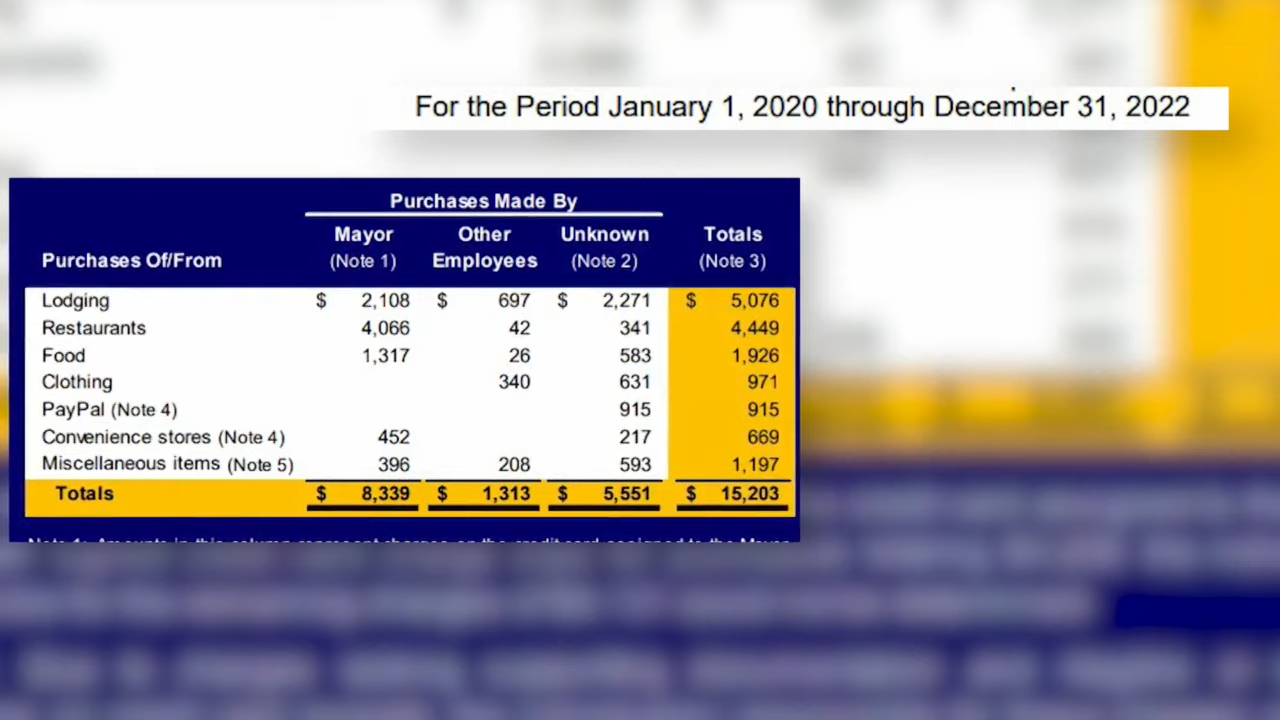 For the Period January 1, 2020 through December 31, 2022
Purchases Made By
Mayor Other Unknown Totals
Purchases Of/From (Note 1) Employees (Note 2) (Note 3)
Lodging $ 2,108 $ 697 $ 2,271 $ 5,076
Restaurants 4,066 42 341 4,449
Food 1,317 26 583 1,926
Clothing 340 631 971
PayPal (Note 4) 915 915
Convenience stores (Note 4) 452 217 669
Miscellaneous items (Note 5) 396 208 593 1,197
Totals $ 8,339 $ 1,313 $ 5,551 $ 15,203